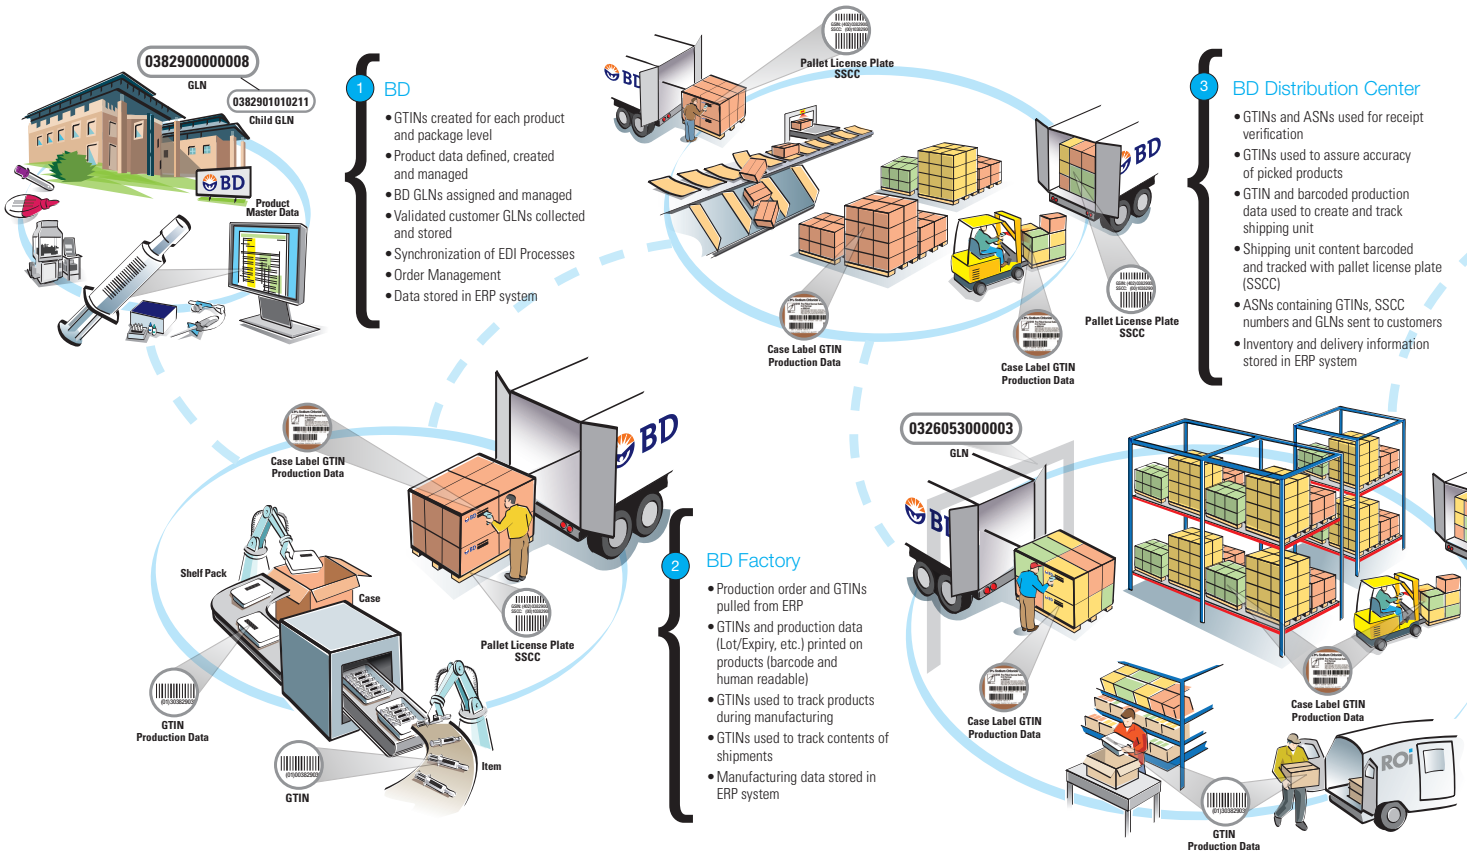 0382900000008
GLN
0382901010211
Child GLN
BD
Product
Master Data
1
BD
•GTINs created for each product
and package level
•Product data defined, created
and managed
•BD GLNs assigned and managed
•Validated customer GLNs collected
and stored
•Synchronization of EDI Processes
•Order Management
•Data stored in ERP system
BD
Pallet License Plate
SSCC
BD
Case Label GTIN
Production Data
Case Label GTIN
Production Data
Pallet License Plate
SSCC
3
BD Distribution Center
•GTINs and ASNs used for receipt
verification
•GTINs used to assure accuracy
of picked products
•GTIN and barcoded production
data used to create and track
shipping unit
•Shipping unit content barcoded
and tracked with pallet license plate
(SSCC)
•ASNs containing GTINs, SSCC
numbers and GLNs sent to customers
•Inventory and delivery information
stored in ERP system
Case Label GTIN
Production Data
BD
BD
BD
Shelf Pack
Case
Pallet License Plate
SSCC
(01)30382903
GTIN
Production Data
(01)00382903
GTIN
Item
2
BD Factory
•Production order and GTINs
pulled from ERP
•GTINs and production data
(Lot/Expiry, etc.) printed on
products (barcode and
human readable)
•GTINs used to track products
during manufacturing
•GTINs used to track contents of
shipments
•Manufacturing data stored in
ERP system
0326053000003
GLN
Case Label GTIN
Production Data
Case Label GTIN
Production Data
ROi
(01)30382903
GTIN
Production Data